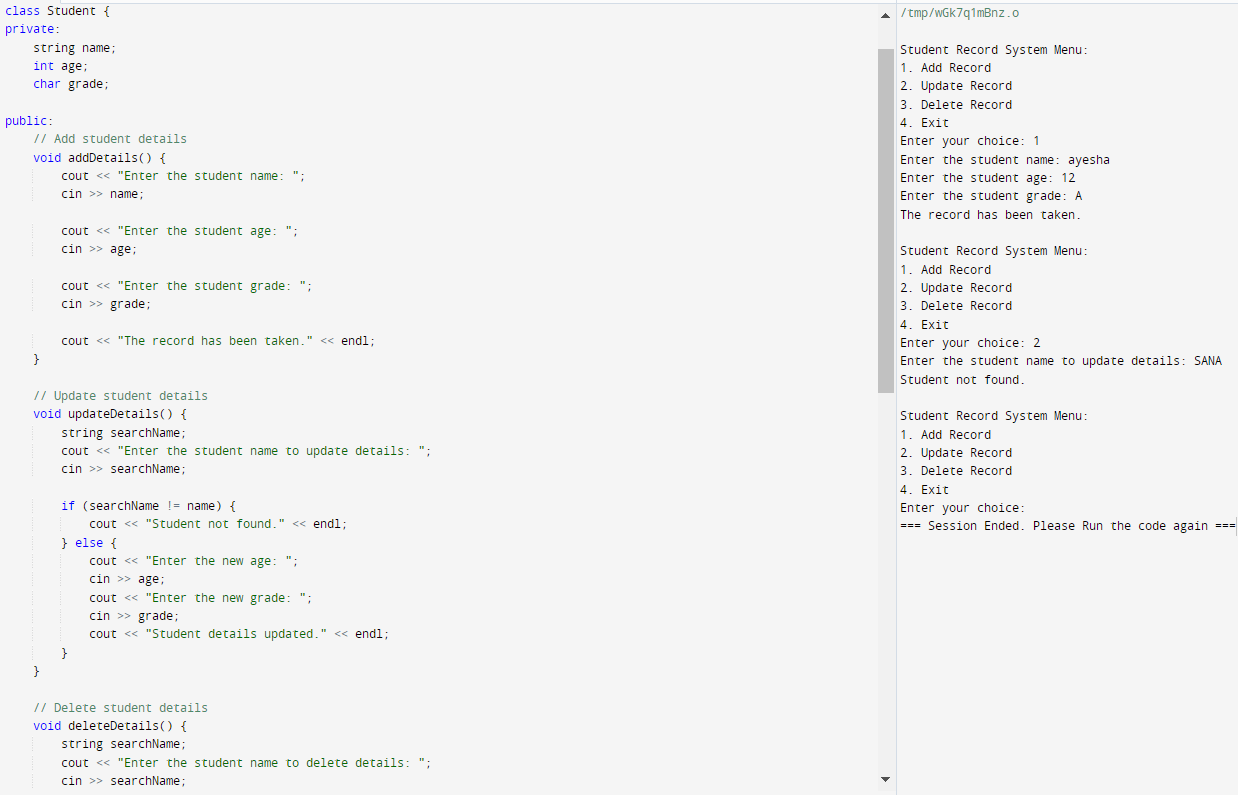 class Student {
private:
    string name;
    int age;
    char grade;

public:
    // Add student details
    void addDetails() {
        cout << "Enter the student name: ";
        cin >> name;

        cout << "Enter the student age: ";
        cin >> age;

        cout << "Enter the student grade: ";
        cin >> grade;

        cout << "The record has been taken." << endl;
    }

    // Update student details
    void updateDetails() {
        string searchName;
        cout << "Enter the student name to update details: ";
        cin >> searchName;

        if (searchName != name) {
            cout << "Student not found." << endl;
        } else {
            cout << "Enter the new age: ";
            cin >> age;
            cout << "Enter the new grade: ";
            cin >> grade;
            cout << "Student details updated." << endl;
        }
    }

    // Delete student details
    void deleteDetails() {
        string searchName;
        cout << "Enter the student name to delete details: ";
        cin >> searchName;
/tmp/wGk7q1mBnz.o

Student Record System Menu:
1. Add Record
2. Update Record
3. Delete Record
4. Exit
Enter your choice: 1
Enter the student name: ayesha
Enter the student age: 12
Enter the student grade: A
The record has been taken.

Student Record System Menu:
1. Add Record
2. Update Record
3. Delete Record
4. Exit
Enter your choice: 2
Enter the student name to update details: SANA
Student not found.

Student Record System Menu:
1. Add Record
2. Update Record
3. Delete Record
4. Exit
Enter your choice:
=== Session Ended. Please Run the code again ===